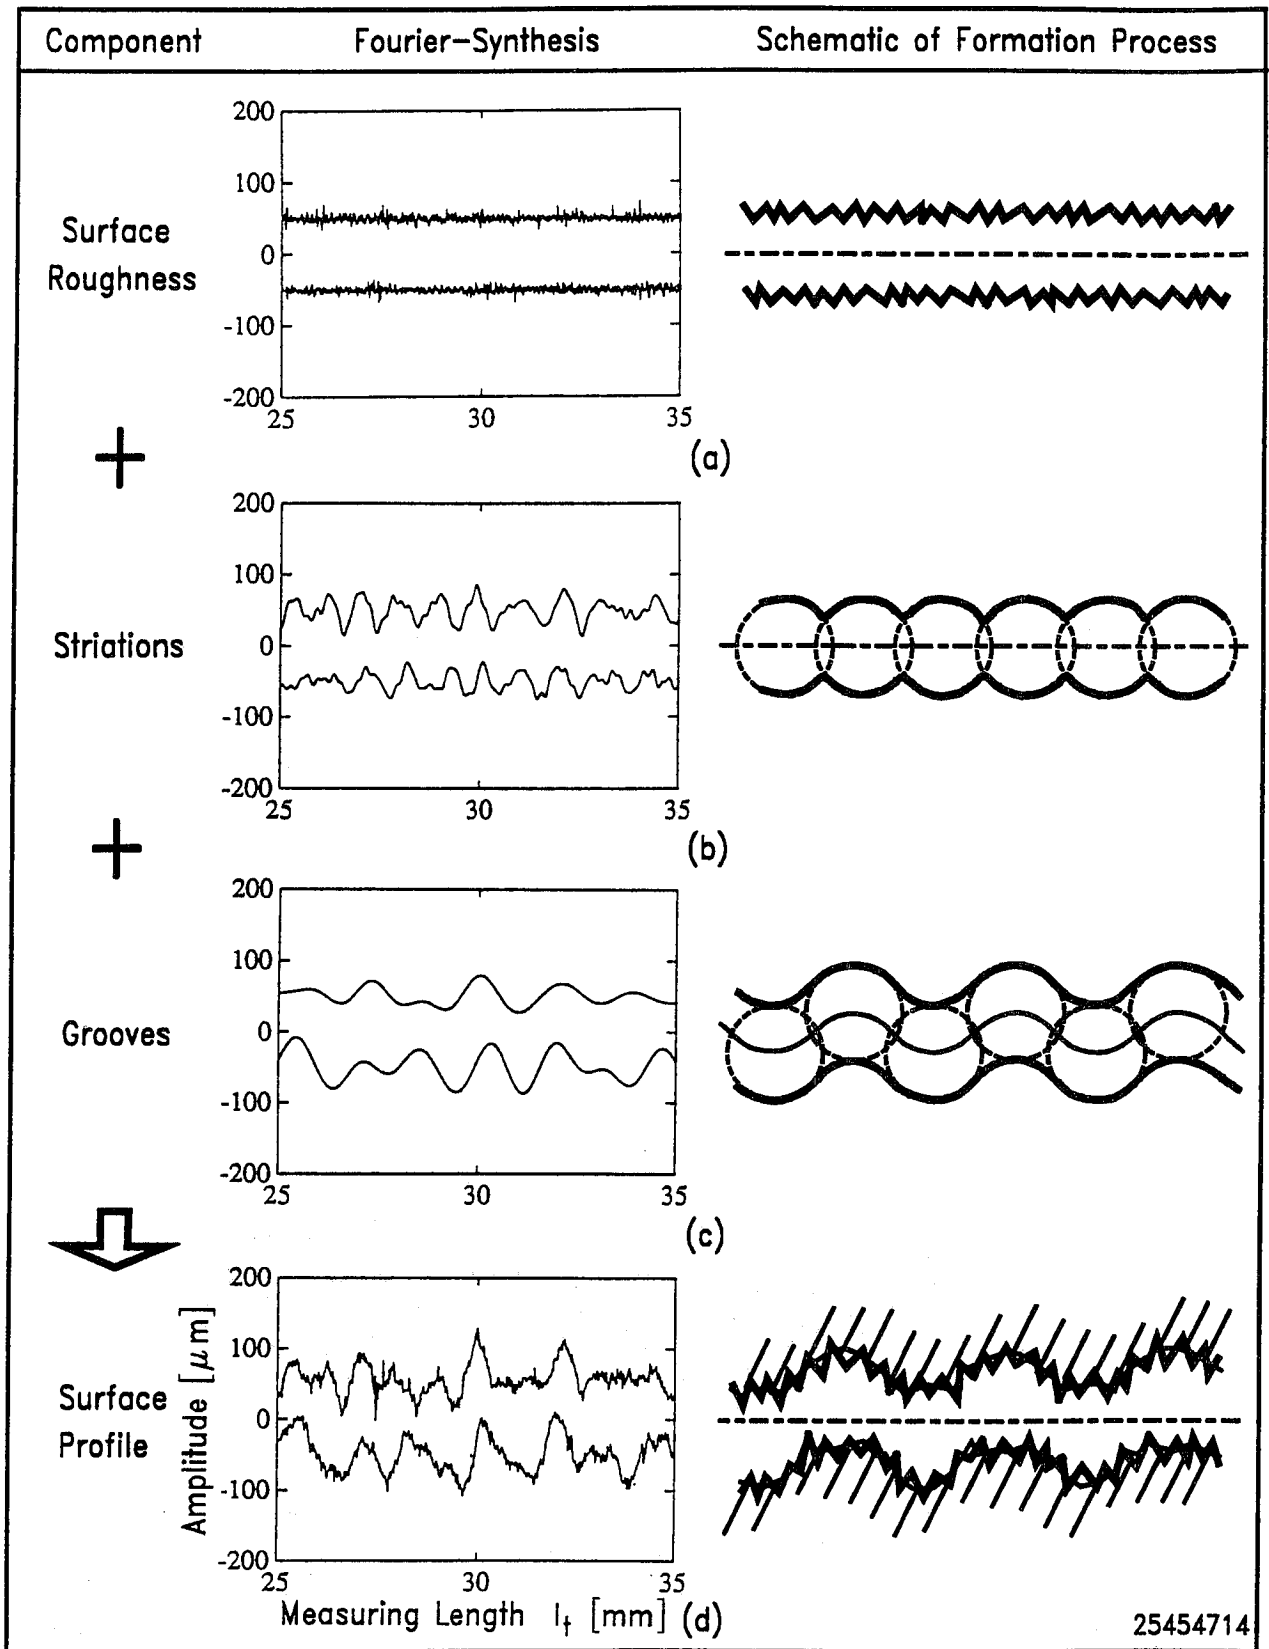 Component Fourier-Synthesis Schematic of Formation Process
200
100
0
-100
-200
25 30 35
Surface
Roughness
(a)
+
200
100
0
-100
-200
25 30 35
Striations
(b)
+
200
100
0
-100
-200
25 30 35
Grooves
(c)
200
100
0
-100
-200
25 30 35
Surface
Profile
Amplitude [μm]
Measuring Length lt [mm] (d)
25454714